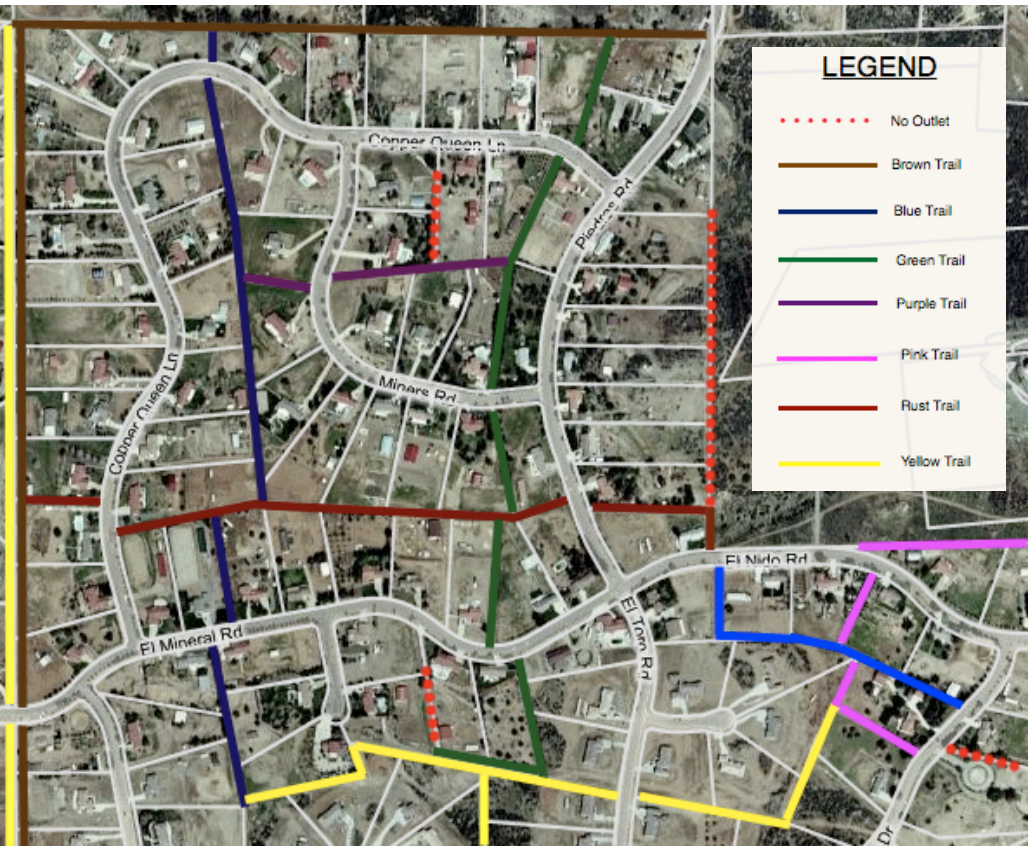 LEGEND
No Outlet
Brown Trail
Blue Trail
Green Trail
Purple Trail
Pink Trail
Rust Trail
Yellow Trail
Copper Queen Ln
Piedras Rd
Copper Queen Ln
Miners Rd
El Nido Rd
El Mineral Rd
El Toro Rd
Dr